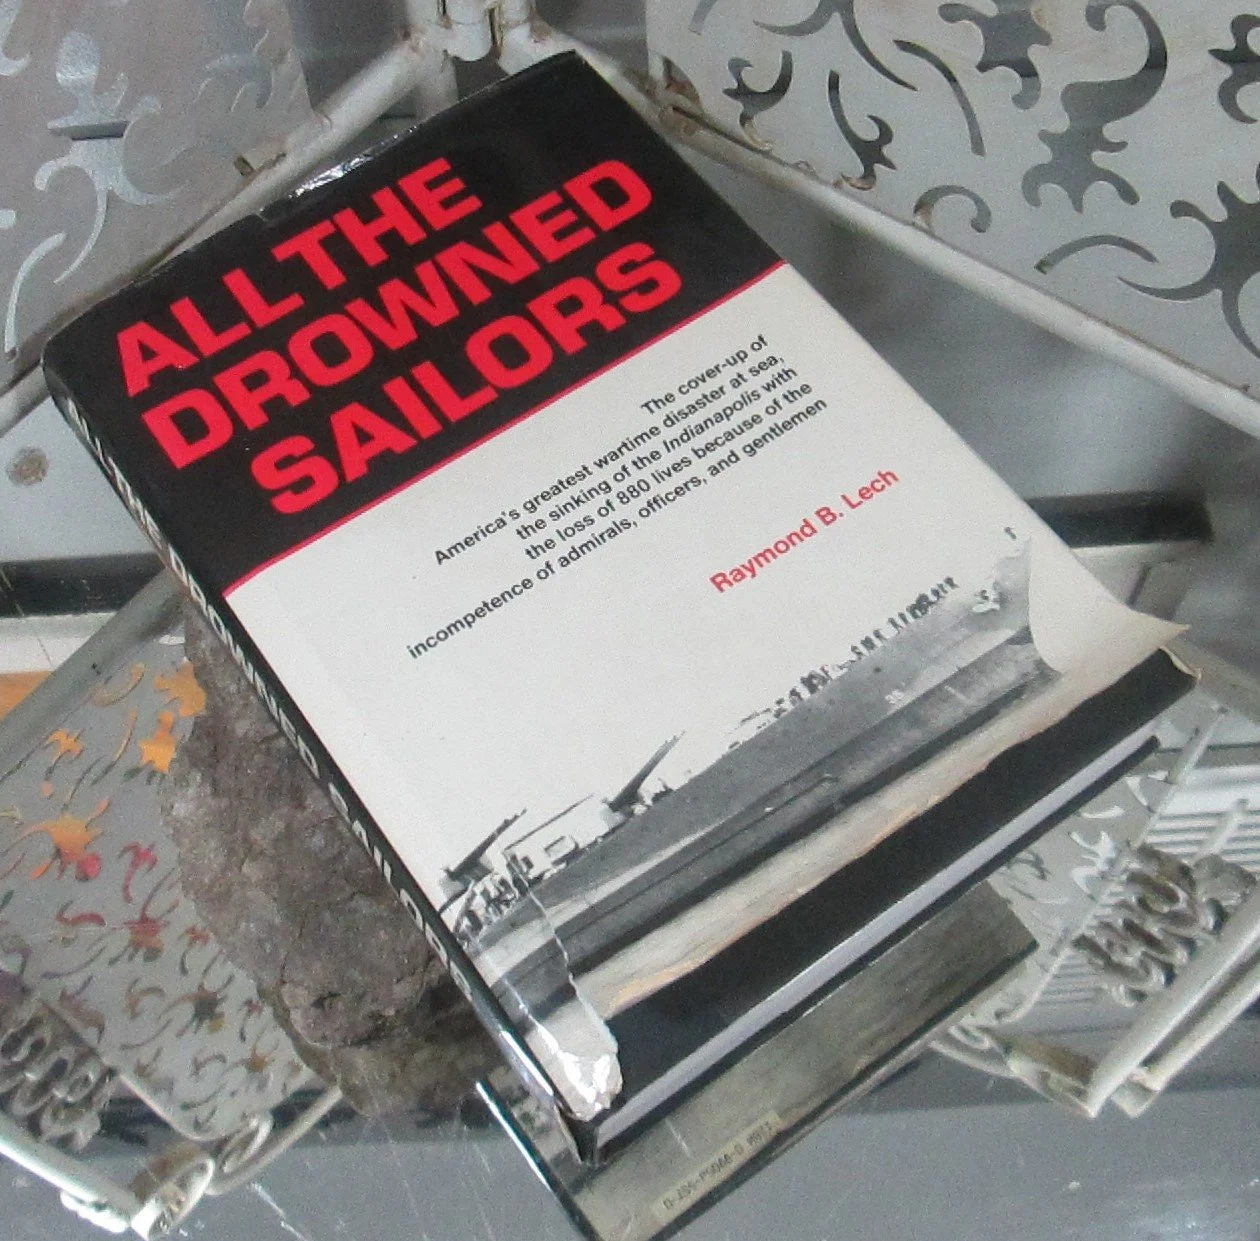 ALL THE
DROWNED
SAILORS
The cover-up of
America's greatest wartime disaster at sea,
the sinking of the Indianapolis with
the loss of 880 lives because of the
incompetence of admirals, officers, and gentlemen
Raymond B. Lech
35
ALL THE DROWNED SAILORS